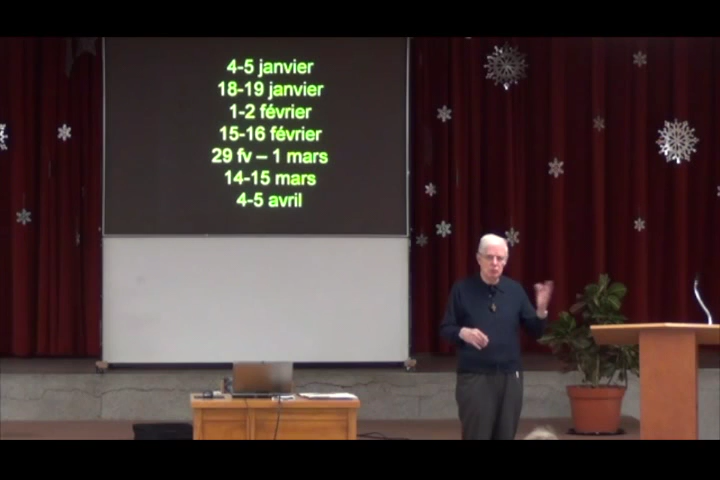 4-5 janvier
18-19 janvier
1-2 février
15-16 février
29 fv – 1 mars
14-15 mars
4-5 avril